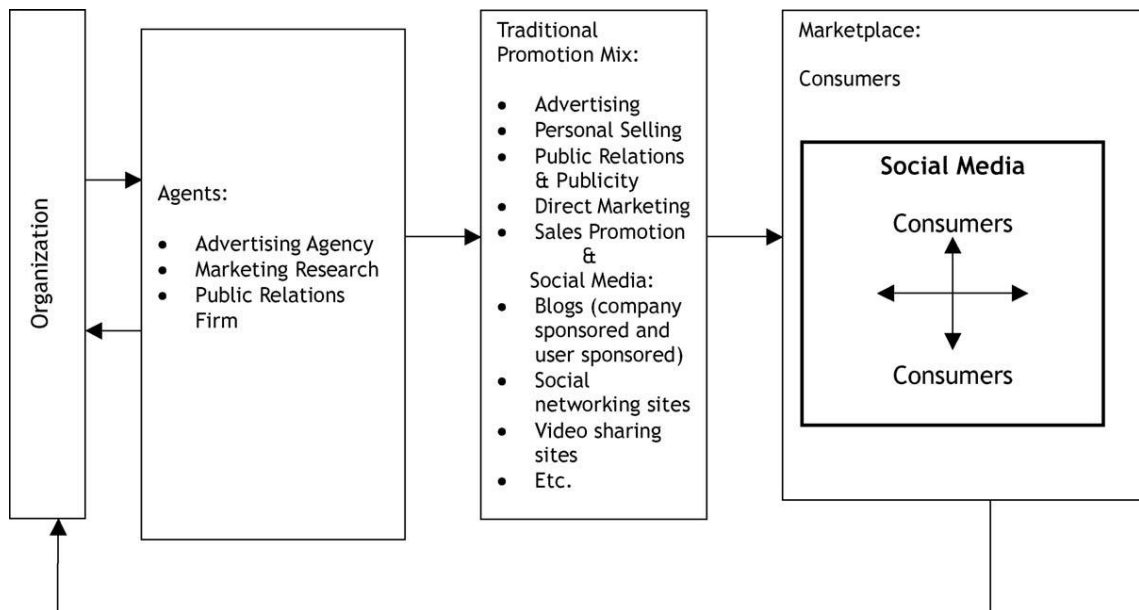 Organization
Agents:
● Advertising Agency
● Marketing Research
● Public Relations
Firm
Traditional
Promotion Mix:
● Advertising
● Personal Selling
● Public Relations
& Publicity
● Direct Marketing
● Sales Promotion
&
Social Media:
● Blogs (company
sponsored and
user sponsored)
● Social
networking sites
● Video sharing
sites
● Etc.
Marketplace:
Consumers
Social Media
Consumers
Consumers